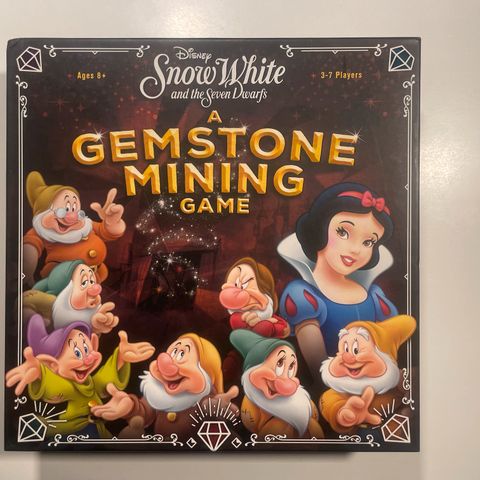 Disney
Ages 8+
Snow White
3-7 Players
and the Seven Dwarfs
A
GEMSTONE
MINING
GAME